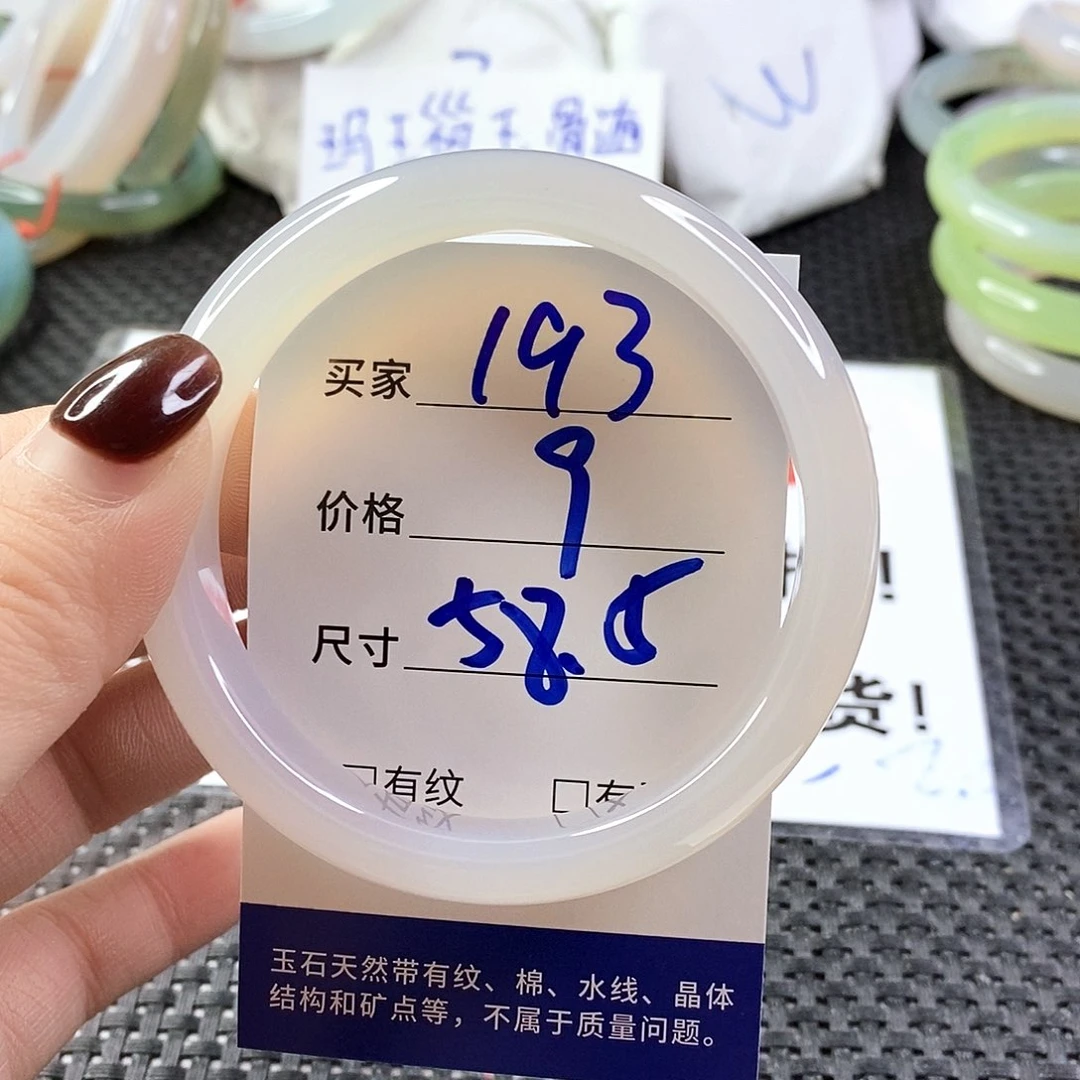 玛瑙玉髓
买家 193
价格 9
尺寸 58.5
□有纹 □有
货!
玉石天然带有纹、棉、水线、晶体
结构和矿点等，不属于质量问题。